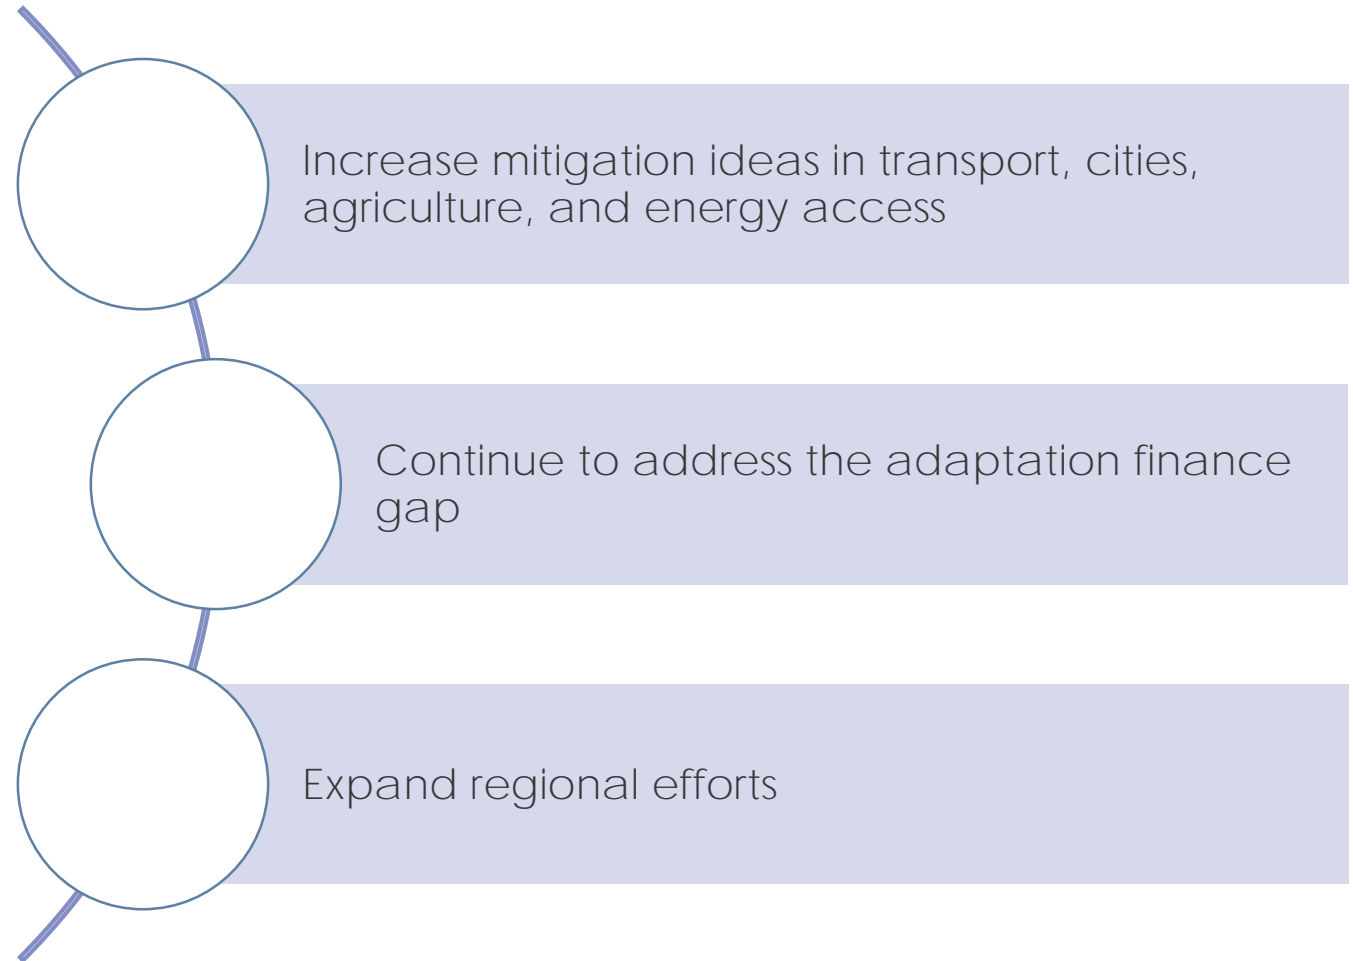 Increase mitigation ideas in transport, cities,
agriculture, and energy access
Continue to address the adaptation finance
gap
Expand regional efforts